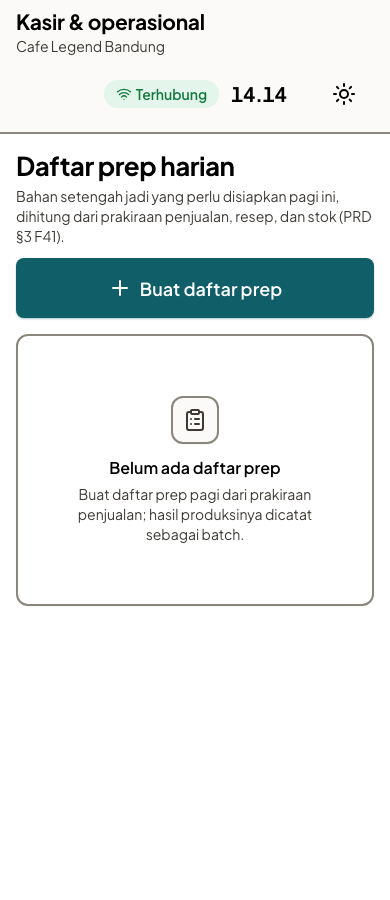 Kasir & operasional
Cafe Legend Bandung
Terhubung
14.14
Daftar prep harian
Bahan setengah jadi yang perlu disiapkan pagi ini,
dihitung dari prakiraan penjualan, resep, dan stok (PRD
§3 F41).
Buat daftar prep
Belum ada daftar prep
Buat daftar prep pagi dari prakiraan
penjualan; hasil produksinya dicatat
sebagai batch.